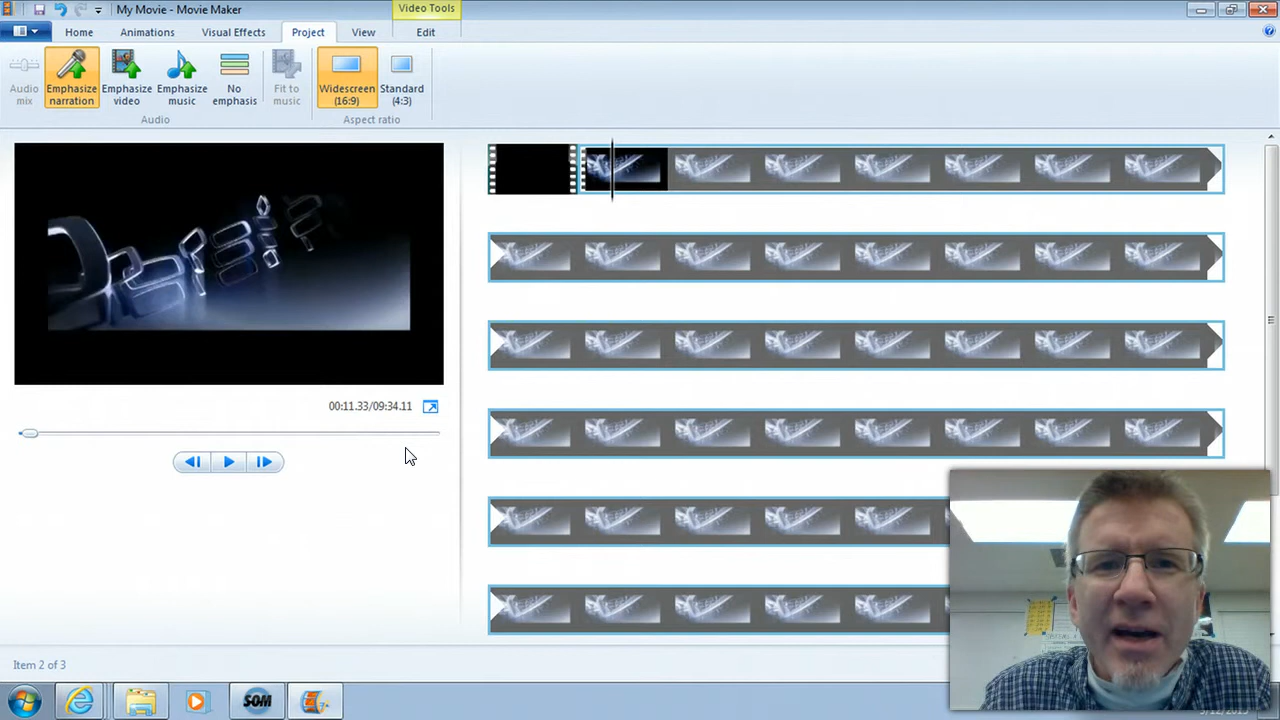 My Movie - Movie Maker
Video Tools
Home
Animations
Visual Effects
Project
View
Edit
Audio mix
Emphasize narration
Emphasize video
Emphasize music
No emphasis
Fit to music
Widescreen (16:9)
Standard (4:3)
Audio
Aspect ratio
00:11.33/09:34.11
Item 2 of 3
SOM